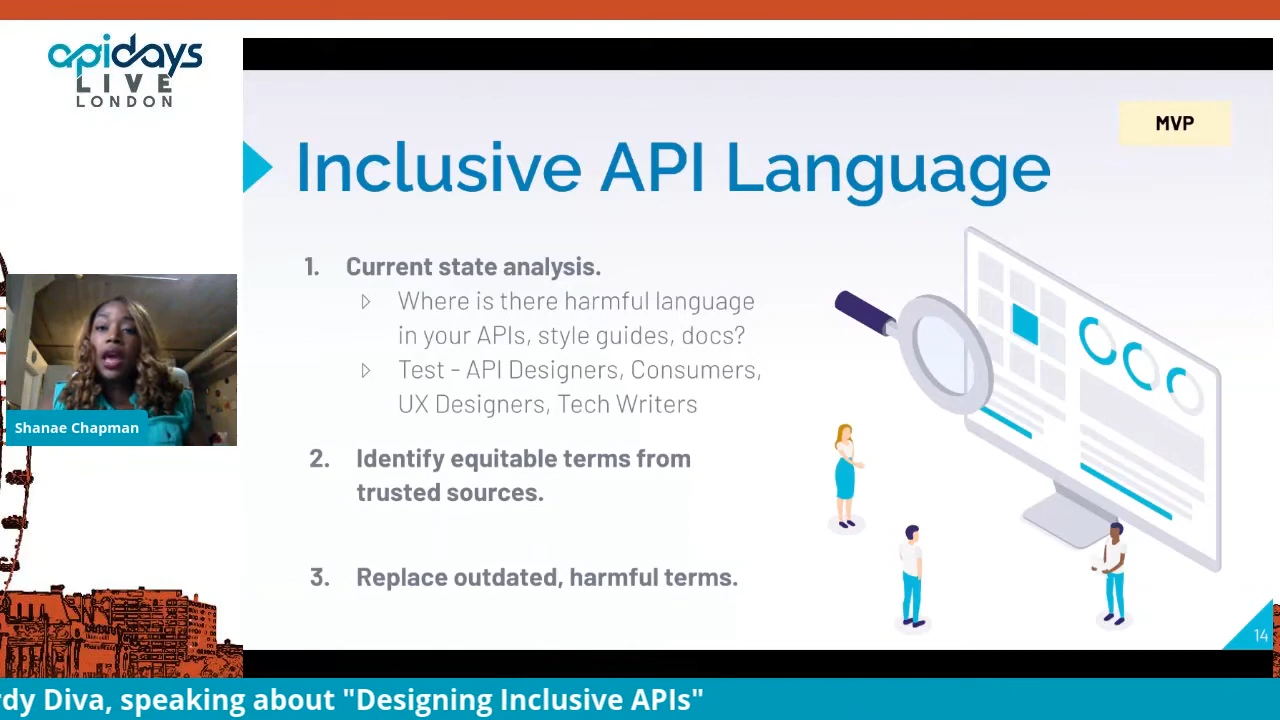 apidays
LIVE
LONDON
MVP
Inclusive API Language
1. Current state analysis.
▷ Where is there harmful language
in your APIs, style guides, docs?
▷ Test - API Designers, Consumers,
UX Designers, Tech Writers
2. Identify equitable terms from
trusted sources.
3. Replace outdated, harmful terms.
Shanae Chapman
14
Diva, speaking about "Designing Inclusive APIs"